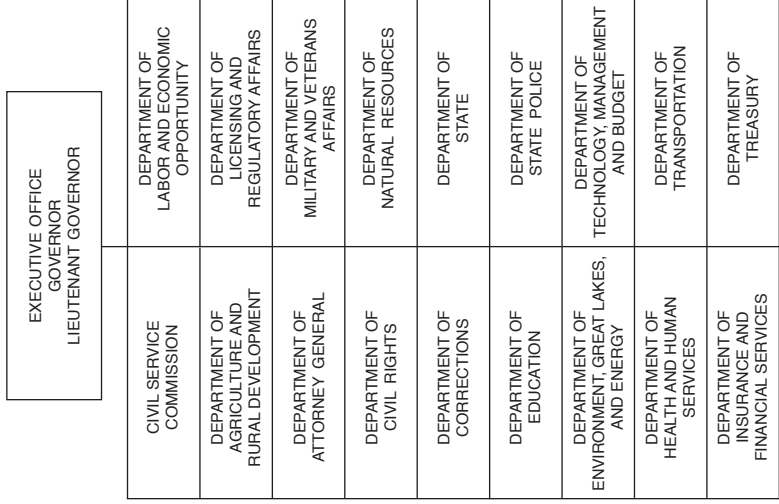 EXECUTIVE OFFICE
GOVERNOR
LIEUTENANT GOVERNOR
CIVIL SERVICE
COMMISSION
DEPARTMENT OF
AGRICULTURE AND
RURAL DEVELOPMENT
DEPARTMENT OF
ATTORNEY GENERAL
DEPARTMENT OF
CIVIL RIGHTS
DEPARTMENT OF
CORRECTIONS
DEPARTMENT OF
EDUCATION
DEPARTMENT OF
ENVIRONMENT, GREAT LAKES,
AND ENERGY
DEPARTMENT OF
HEALTH AND HUMAN
SERVICES
DEPARTMENT OF
INSURANCE AND
FINANCIAL SERVICES
DEPARTMENT OF
LABOR AND ECONOMIC
OPPORTUNITY
DEPARTMENT OF
LICENSING AND
REGULATORY AFFAIRS
DEPARTMENT OF
MILITARY AND VETERANS
AFFAIRS
DEPARTMENT OF
NATURAL RESOURCES
DEPARTMENT OF
STATE
DEPARTMENT OF
STATE POLICE
DEPARTMENT OF
TECHNOLOGY, MANAGEMENT
AND BUDGET
DEPARTMENT OF
TRANSPORTATION
DEPARTMENT OF
TREASURY